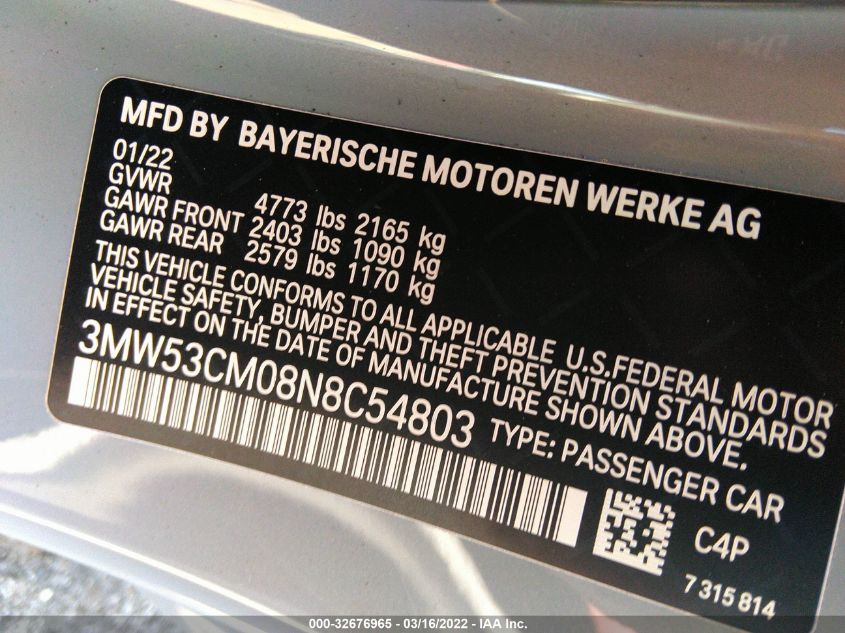 MFD BY BAYERISCHE MOTOREN WERKE AG
01/22
GVWR 4773 lbs 2165 kg
GAWR FRONT 2403 lbs 1090 kg
GAWR REAR 2579 lbs 1170 kg
THIS VEHICLE CONFORMS TO ALL APPLICABLE U.S.FEDERAL MOTOR
VEHICLE SAFETY, BUMPER AND THEFT PREVENTION STANDARDS
IN EFFECT ON THE DATE OF MANUFACTURE SHOWN ABOVE.
3MW53CM08N8C54803 TYPE: PASSENGER CAR
C4P
7 315 814
000-32676965 - 03/16/2022 - IAA Inc.